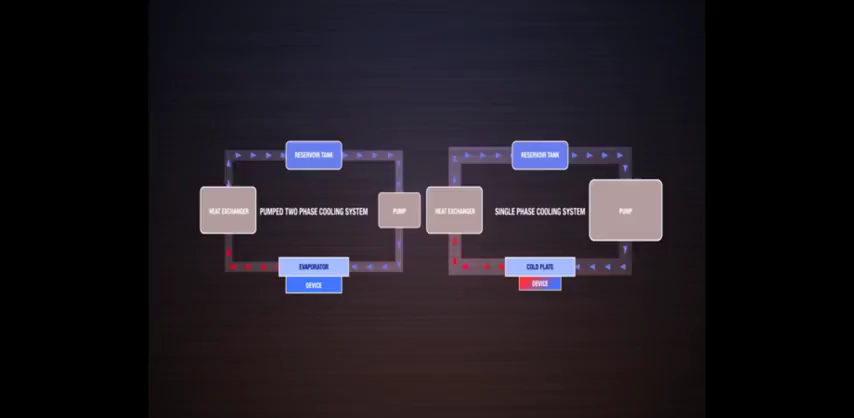 RESERVOIR TANK
HEAT EXCHANGER
PUMPED TWO PHASE COOLING SYSTEM
PUMP
EVAPORATOR
DEVICE
RESERVOIR TANK
HEAT EXCHANGER
SINGLE PHASE COOLING SYSTEM
PUMP
COLD PLATE
DEVICE